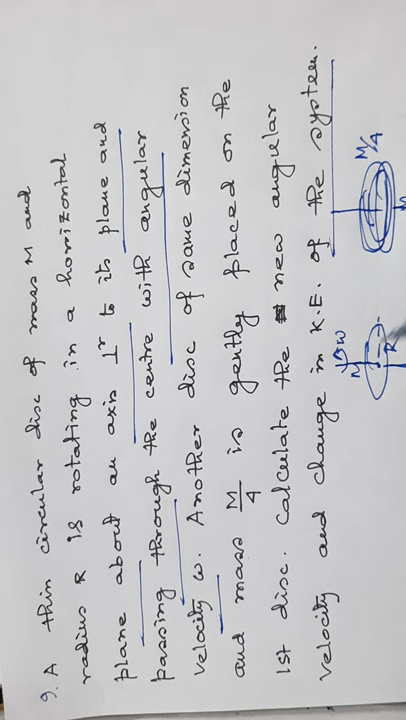 9. A thin circular disc of mass M and
radius R is rotating in a horizontal
plane about an axis ⊥r to its plane and
passing through the centre with angular
velocity ω. Another disc of same dimension
and mass M/4 is gently placed on the
1st disc. Calculate the new angular
velocity and change in K.E. of the system.
M ω
R
M/4